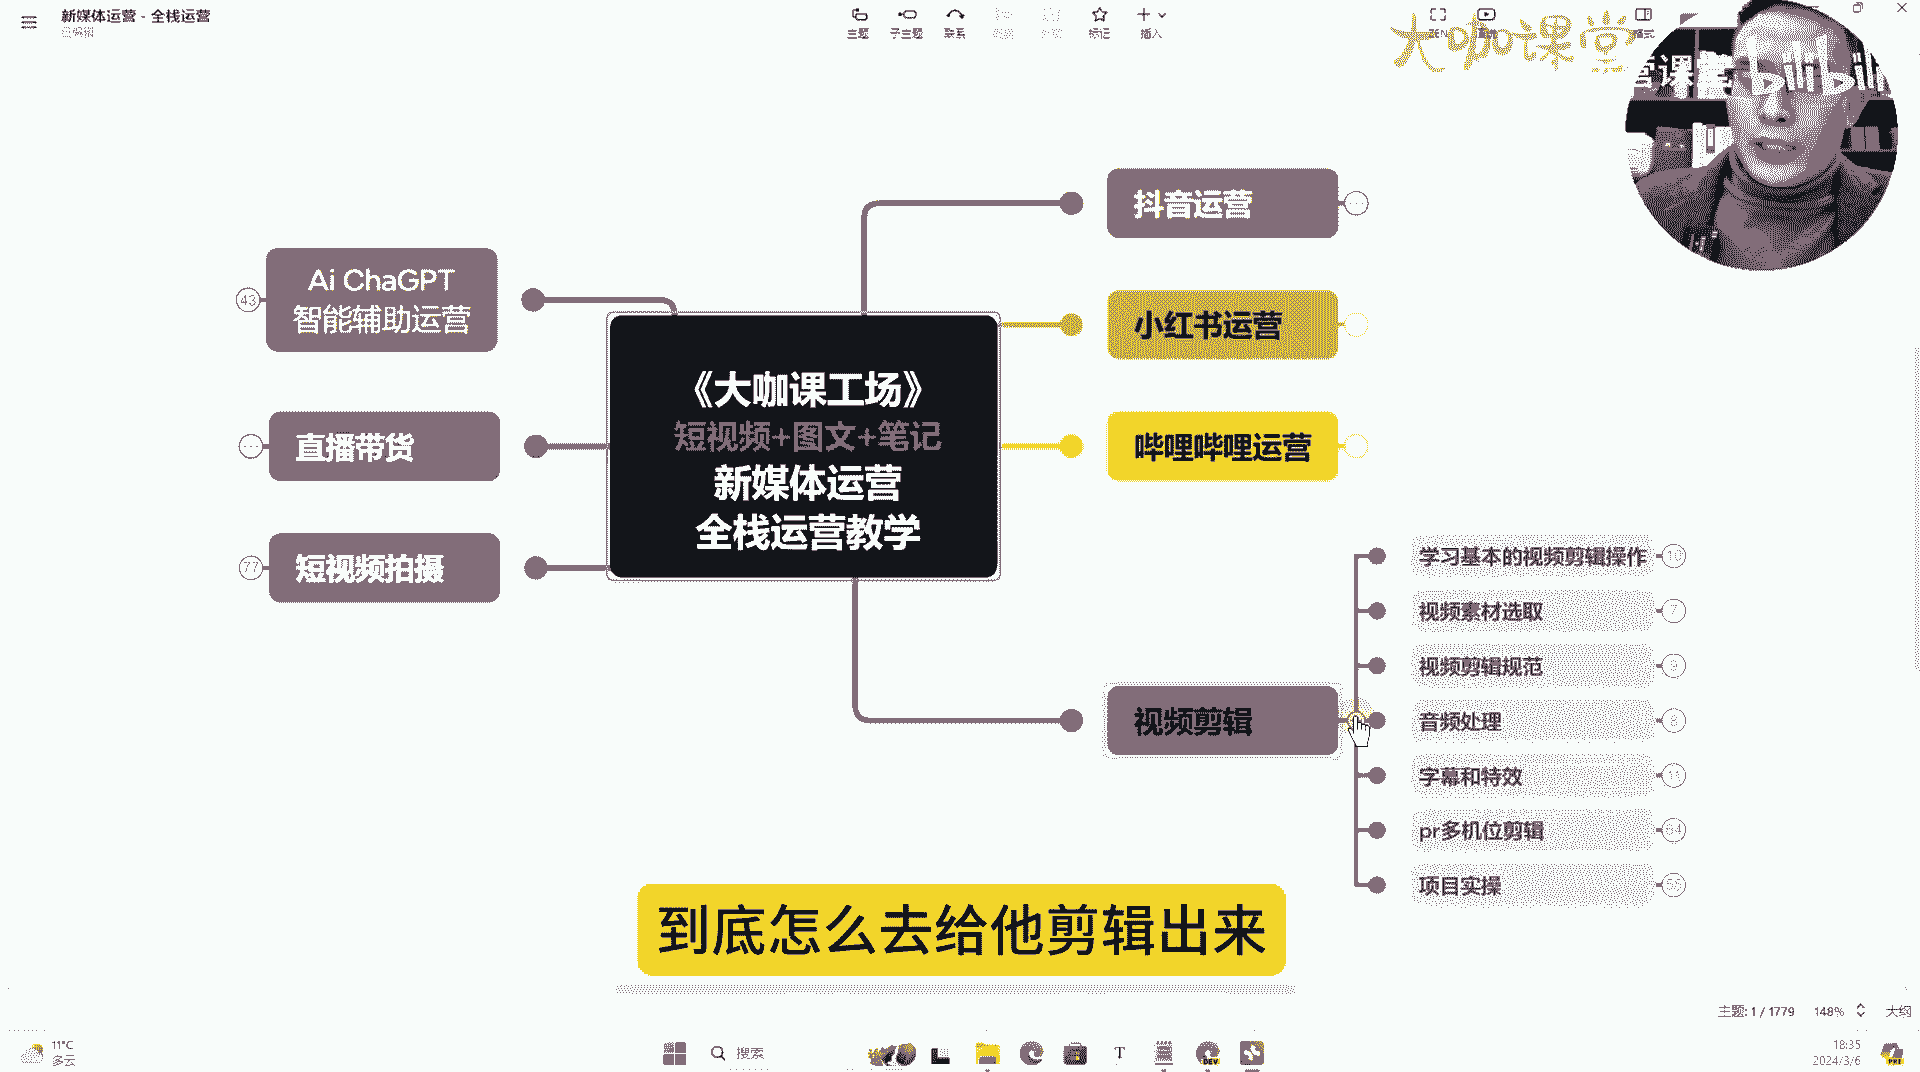 新媒体运营 - 全栈运营
已编辑
主题
子主题
联系
标记
插入
ZEN
格式
大咖课堂
课堂
bilibili
抖音运营
Ai ChaGPT
智能辅助运营
43
小红书运营
《大咖课工场》
短视频+图文+笔记
新媒体运营
全栈运营教学
直播带货
哔哩哔哩运营
短视频拍摄
77
学习基本的视频剪辑操作
10
视频素材选取
7
视频剪辑规范
9
视频剪辑
音频处理
8
字幕和特效
11
pr多机位剪辑
项目实操
到底怎么去给他剪辑出来
主题: 1 / 1779
148%
大纲
11°C
多云
搜索
T
DEV
18:35
2024/3/6
PRE